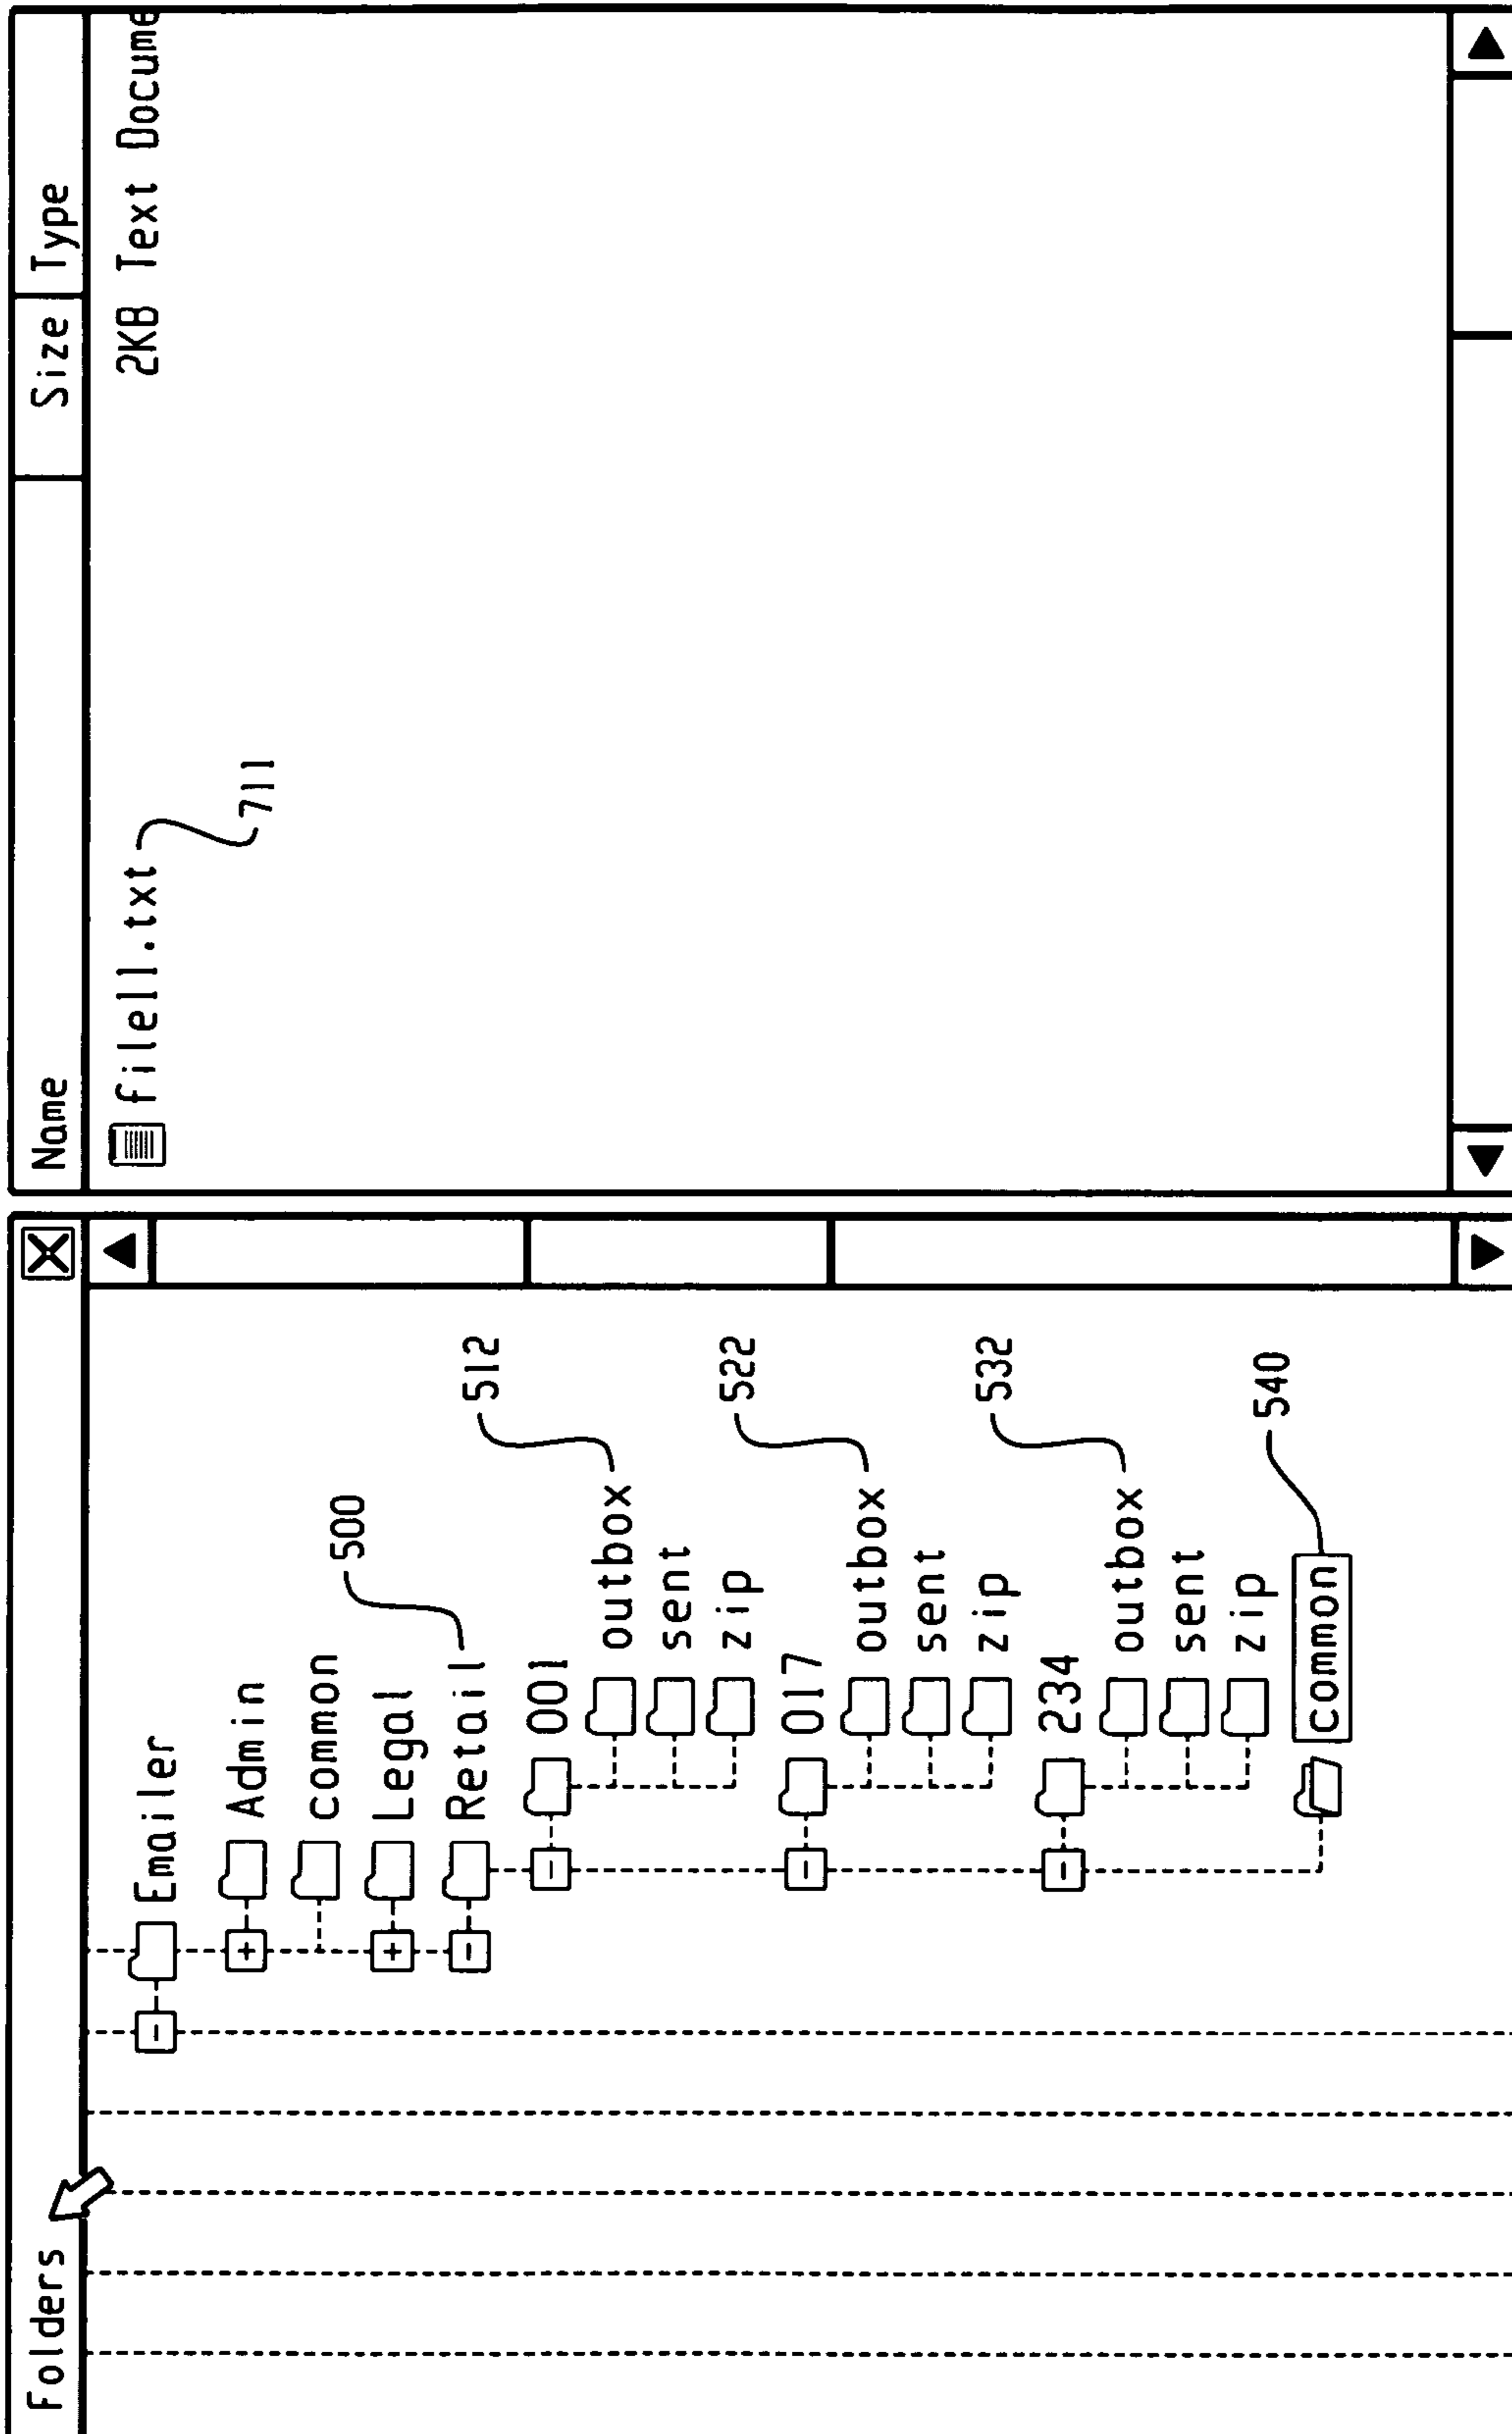 Folders
Emailer
Admin
common
Legal
Retail
500
001
outbox
512
sent
zip
017
outbox
522
sent
zip
234
outbox
532
sent
zip
common
540
Name Size Type
file11.txt 2KB Text Docume
711